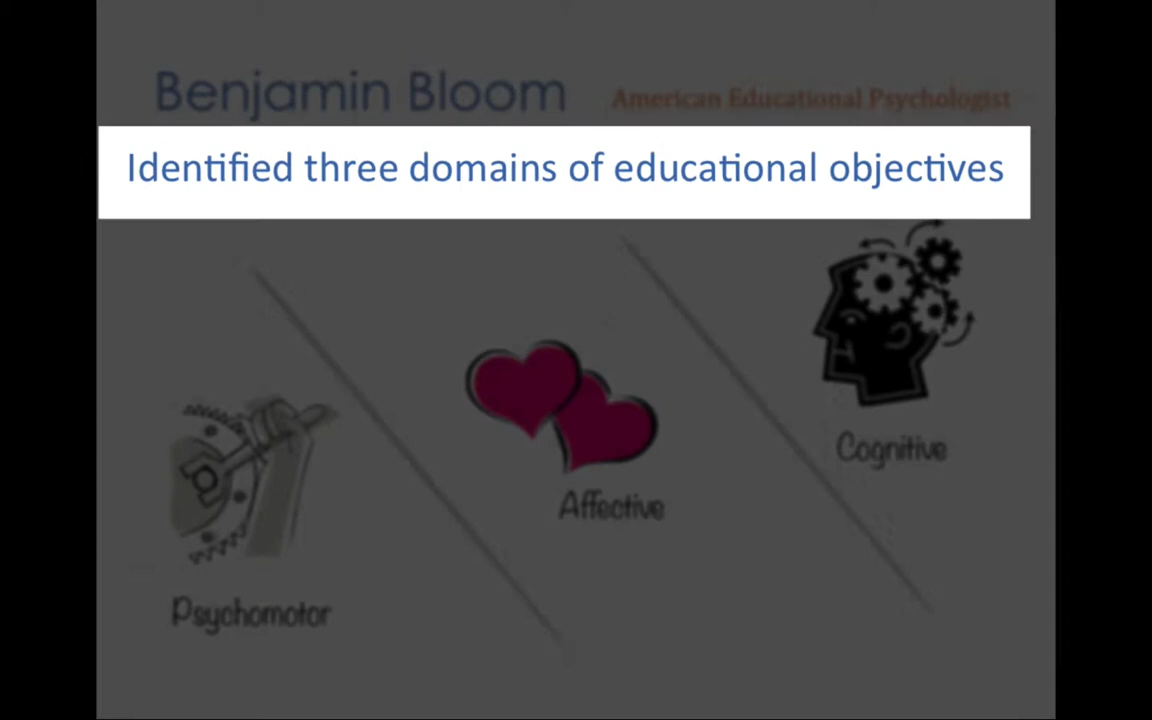 Benjamin Bloom American Educational Psychologist
Identified three domains of educational objectives
Cognitive
Affective
Psychomotor